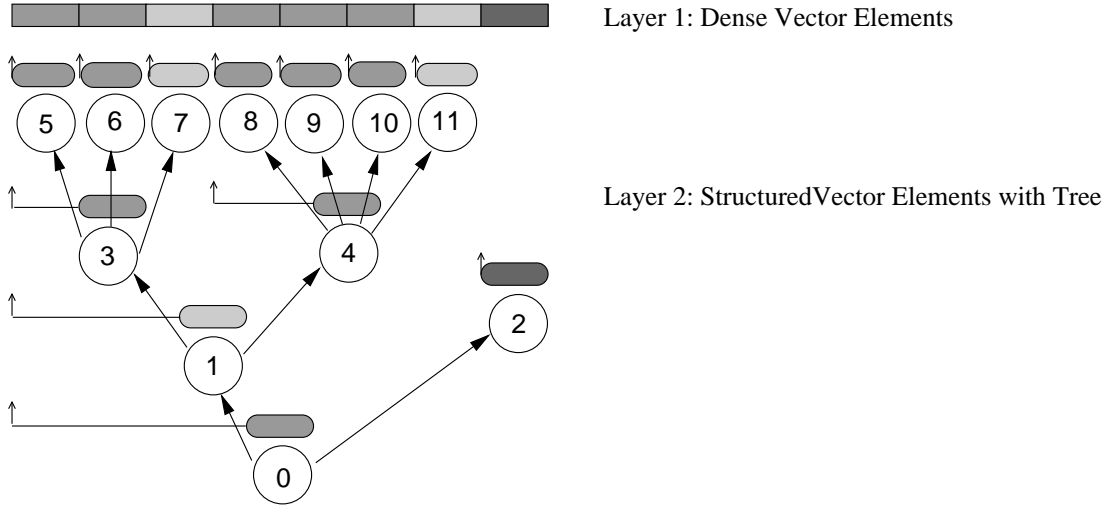 Layer 1: Dense Vector Elements
5 6 7 8 9 10 11
Layer 2: StructuredVector Elements with Tree
3 4
2
1
0